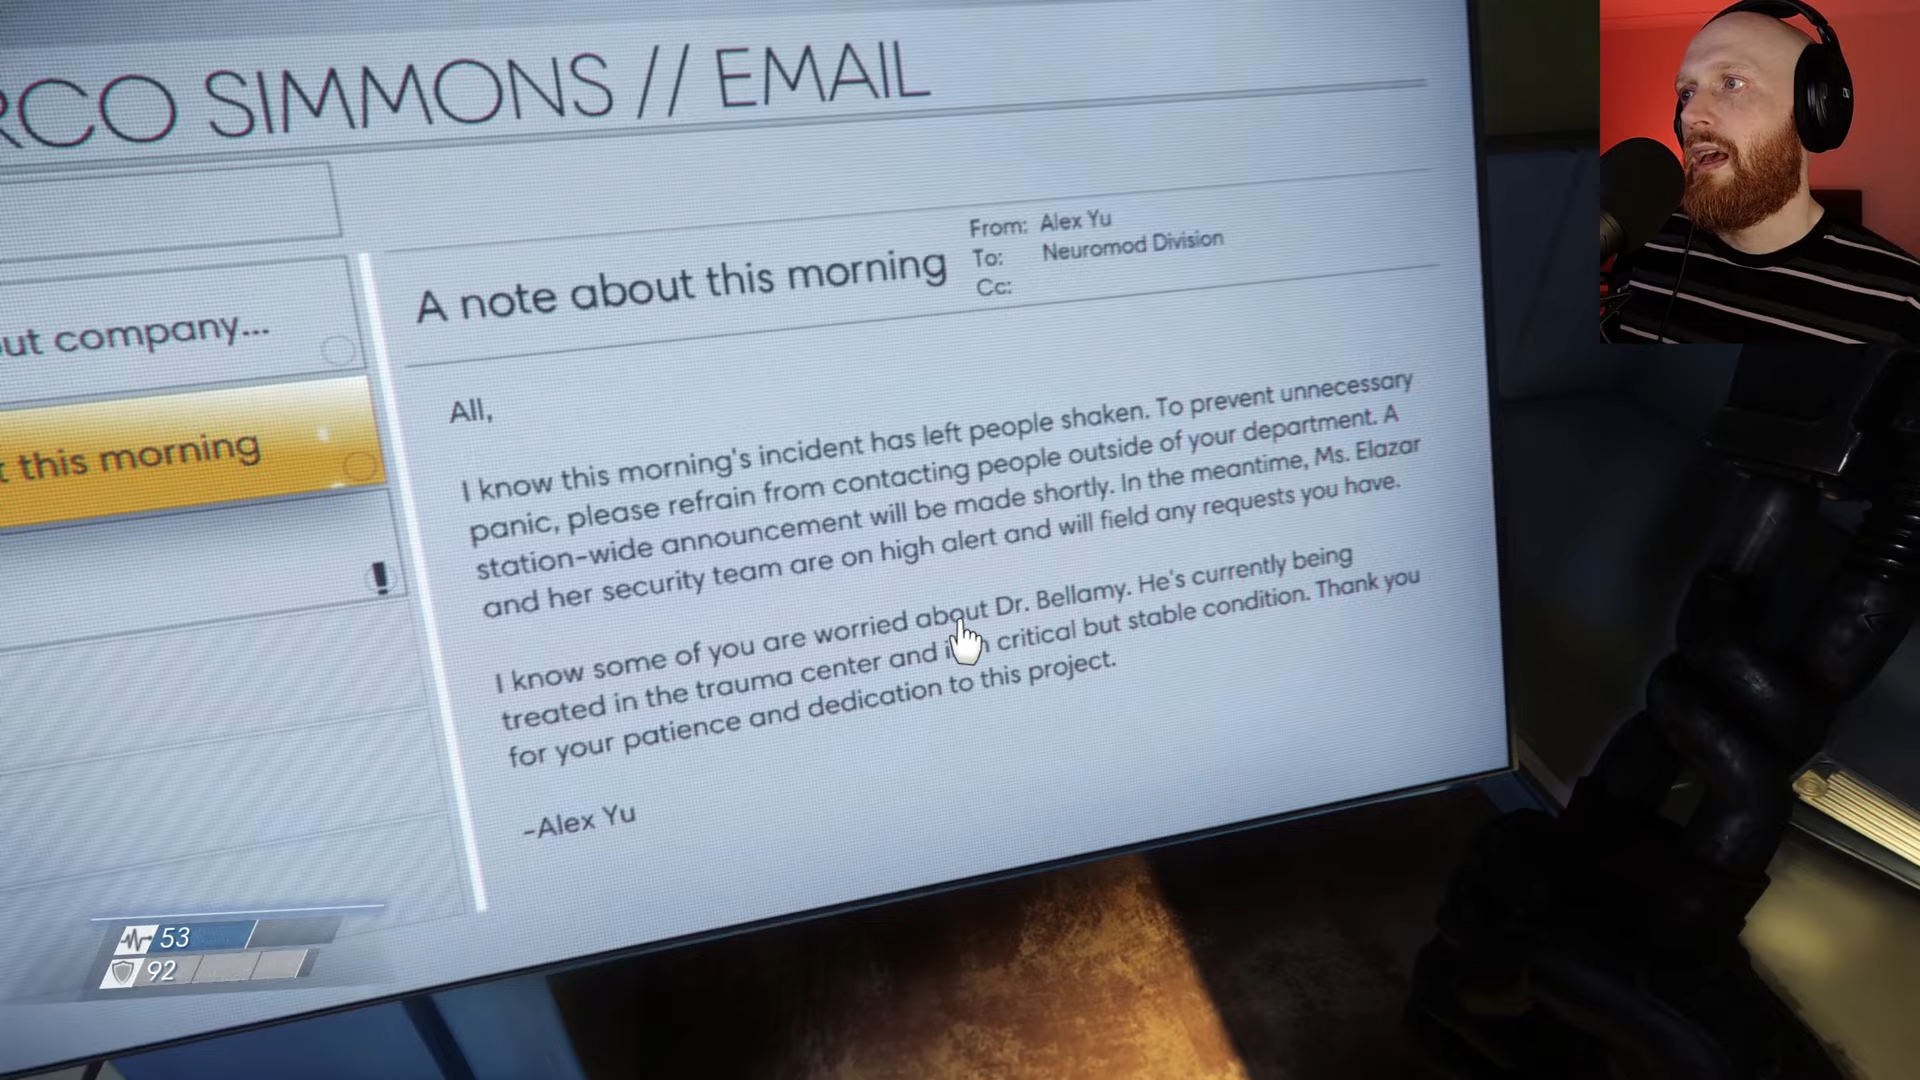 RCO SIMMONS // EMAIL
A note about this morning
From: Alex Yu
To: Neuromod Division
Cc:
ut company...
this morning
!
All,
I know this morning's incident has left people shaken. To prevent unnecessary
panic, please refrain from contacting people outside of your department. A
station-wide announcement will be made shortly. In the meantime, Ms. Elazar
and her security team are on high alert and will field any requests you have.
I know some of you are worried about Dr. Bellamy. He's currently being
treated in the trauma center and critical but stable condition. Thank you
for your patience and dedication to this project.
-Alex Yu
53
92